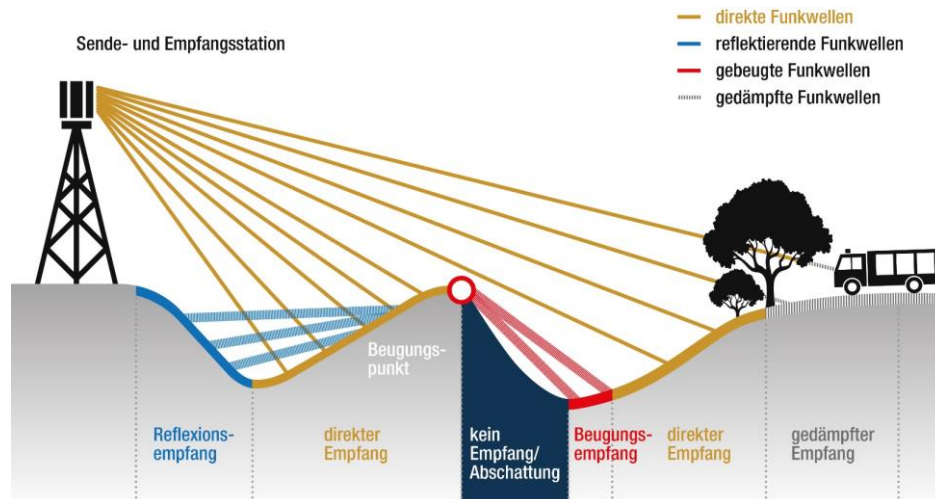 Sende- und Empfangsstation
direkte Funkwellen
reflektierende Funkwellen
gebeugte Funkwellen
gedämpfte Funkwellen
Beugungs-
punkt
Reflexions-
empfang
direkter
Empfang
kein
Empfang/
Abschattung
Beugungs-
empfang
direkter
Empfang
gedämpfter
Empfang